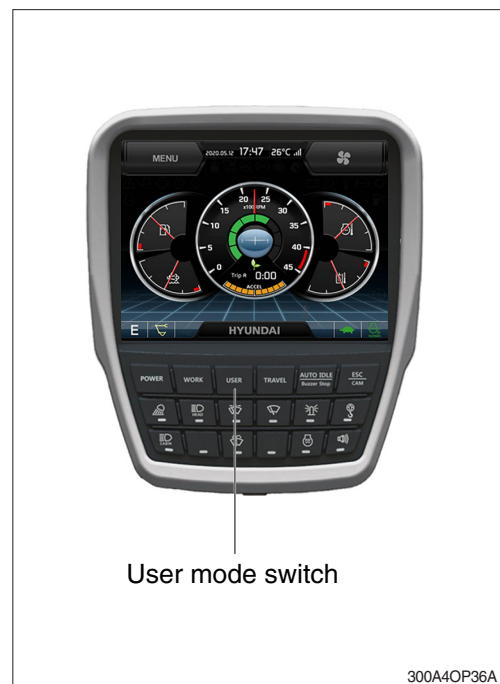 MENU 2020.05.12 17:47 26°C
0 5 10 15 20 25 30 35 40 45
x100 RPM
Trip R 0:00
ACCEL
E HYUNDAI
POWER WORK USER TRAVEL AUTO IDLE ESC
Buzzer Stop CAM
HEAD
CABIN
User mode switch
300A4OP36A